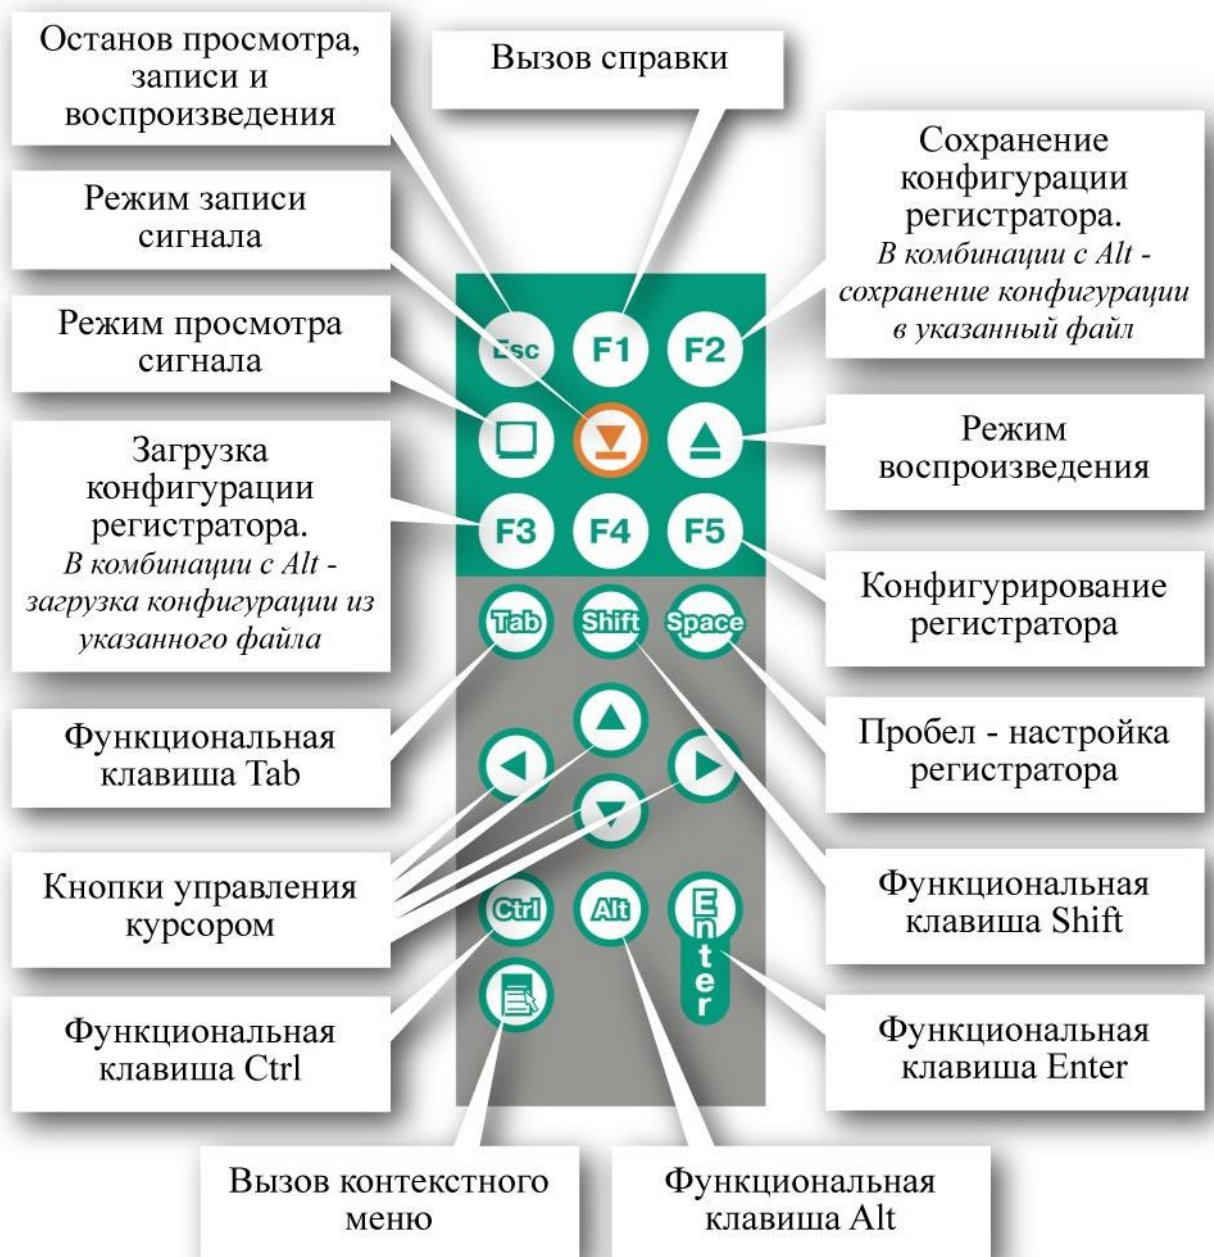 Останов просмотра,
записи и
воспроизведения
Вызов справки
Сохранение
конфигурации
регистратора.
В комбинации с Alt -
сохранение конфигурации
в указанный файл
Режим записи
сигнала
Режим просмотра
сигнала
Режим
воспроизведения
Загрузка
конфигурации
регистратора.
В комбинации с Alt -
загрузка конфигурации из
указанного файла
Конфигурирование
регистратора
Функциональная
клавиша Tab
Пробел - настройка
регистратора
Кнопки управления
курсором
Функциональная
клавиша Shift
Функциональная
клавиша Ctrl
Функциональная
клавиша Enter
Вызов контекстного
меню
Функциональная
клавиша Alt
Esc
F1
F2
F3
F4
F5
Tab
Shift
Space
Ctrl
Alt
Enter